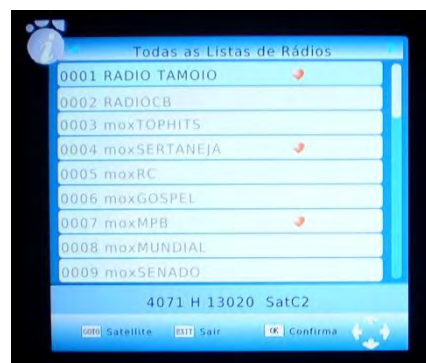 Todas as Listas de Rádios
0001 RADIO TAMOIO
0002 RADIOCB
0003 moxTOPHITS
0004 moxSERTANEJA
0005 moxRC
0006 moxGOSPEL
0007 moxMPB
0008 moxMUNDIAL
0009 moxSENADO
4071 H 13020 SatC2
GOTO Satellite EXIT Sair OK Confirma